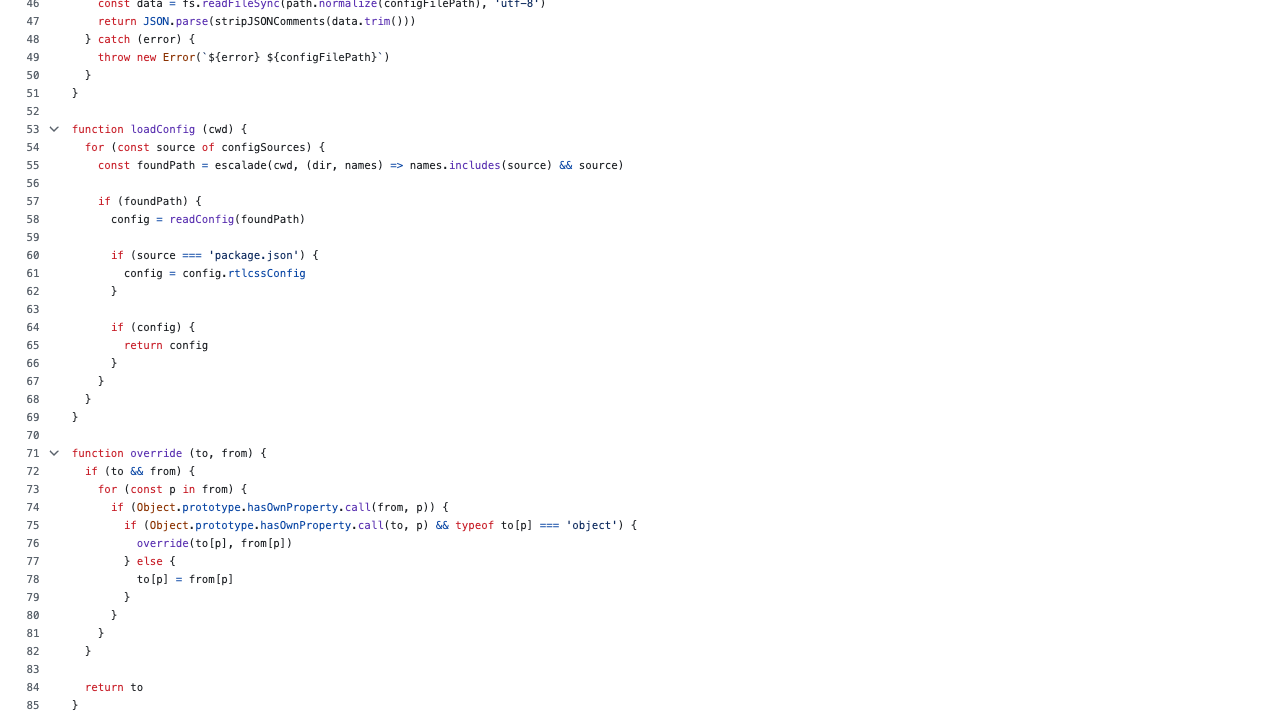 46 const data = fs.readFileSync(path.normalize(configFilePath), 'utf-8')
47 return JSON.parse(stripJSONComments(data.trim()))
48 } catch (error) {
49 throw new Error(`${error} ${configFilePath}`)
50 }
51 }
52
53 function loadConfig (cwd) {
54 for (const source of configSources) {
55 const foundPath = escalade(cwd, (dir, names) => names.includes(source) && source)
56
57 if (foundPath) {
58 config = readConfig(foundPath)
59
60 if (source === 'package.json') {
61 config = config.rtlcssConfig
62 }
63
64 if (config) {
65 return config
66 }
67 }
68 }
69 }
70
71 function override (to, from) {
72 if (to && from) {
73 for (const p in from) {
74 if (Object.prototype.hasOwnProperty.call(from, p)) {
75 if (Object.prototype.hasOwnProperty.call(to, p) && typeof to[p] === 'object') {
76 override(to[p], from[p])
77 } else {
78 to[p] = from[p]
79 }
80 }
81 }
82 }
83
84 return to
85 }